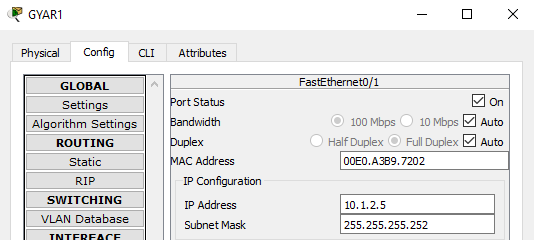 GYAR1
Physical Config CLI Attributes
GLOBAL
Settings
Algorithm Settings
ROUTING
Static
RIP
SWITCHING
VLAN Database
INTERFACE
FastEthernet0/1
Port Status On
Bandwidth 100 Mbps 10 Mbps Auto
Duplex Half Duplex Full Duplex Auto
MAC Address 00E0.A3B9.7202
IP Configuration
IP Address 10.1.2.5
Subnet Mask 255.255.255.252